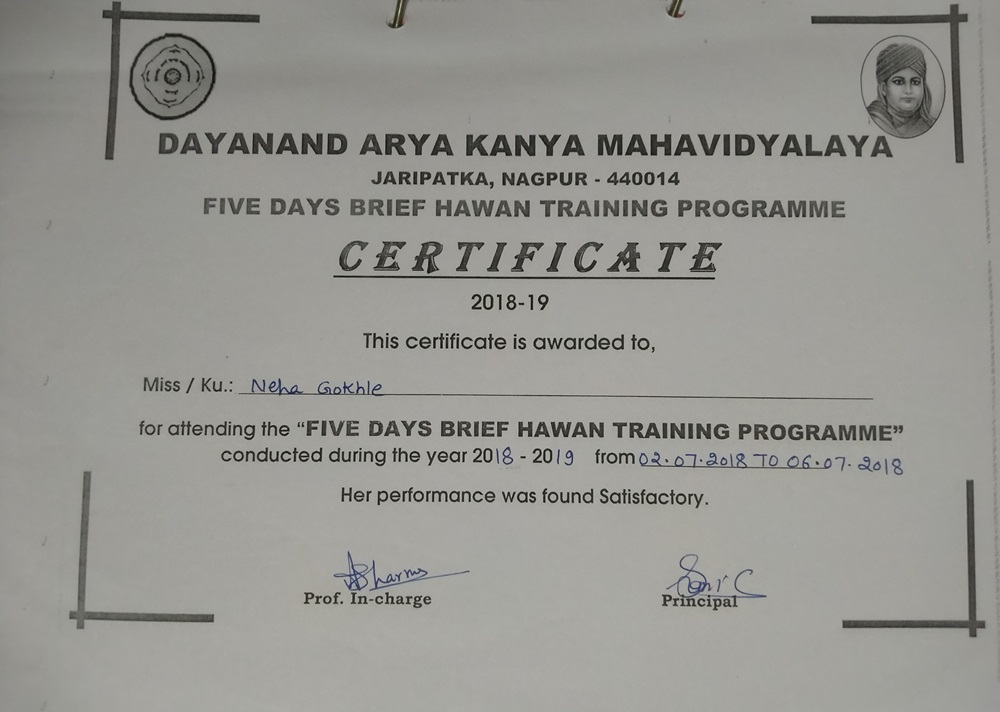 DAYANAND ARYA KANYA MAHAVIDYALAYA
JARIPATKA, NAGPUR - 440014
FIVE DAYS BRIEF HAWAN TRAINING PROGRAMME
CERTIFICATE
2018-19
This certificate is awarded to,
Miss / Ku.: Neha Gokhle
for attending the “FIVE DAYS BRIEF HAWAN TRAINING PROGRAMME”
conducted during the year 2018 - 2019 from 02.07.2018 TO 06.07.2018
Her performance was found Satisfactory.
Prof. In-charge
Principal